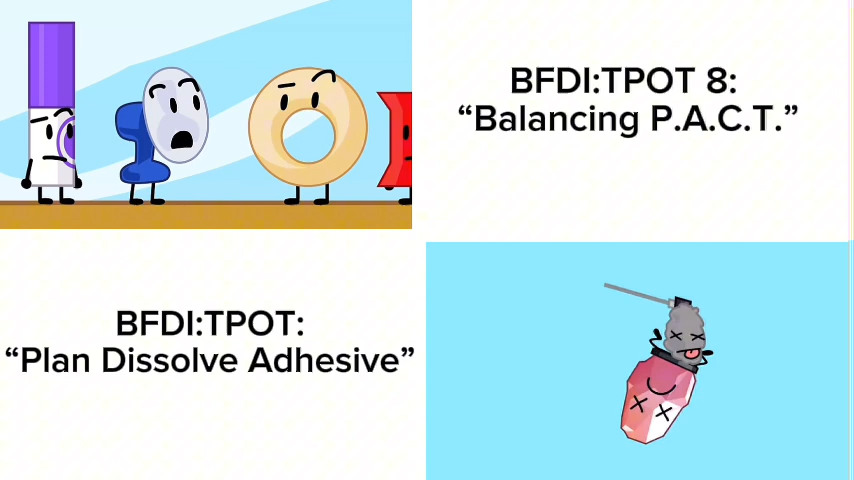 BFDI:TPOT 8:
“Balancing P.A.C.T.”
BFDI:TPOT:
“Plan Dissolve Adhesive”